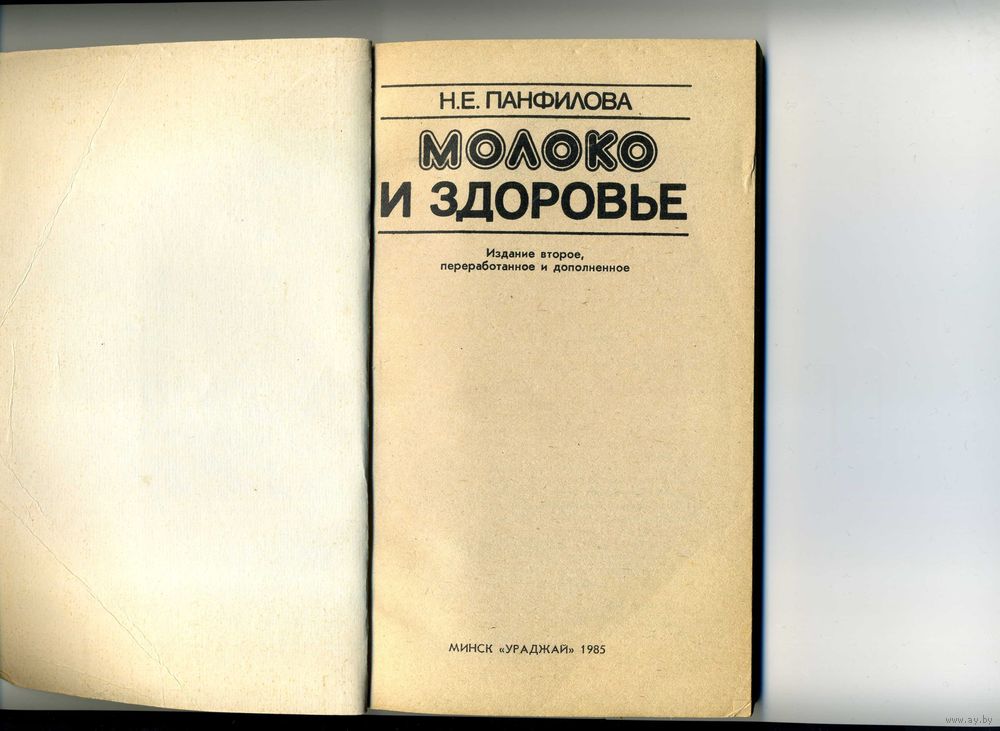 Н.Е. ПАНФИЛОВА
МОЛОКО
И ЗДОРОВЬЕ
Издание второе,
переработанное и дополненное
МИНСК «УРАДЖАЙ» 1985
www.ay.by